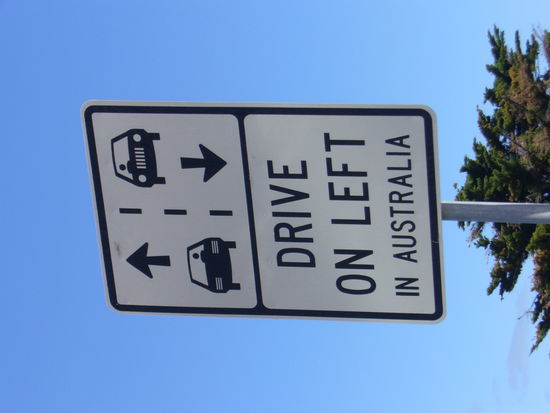 DRIVE
ON LEFT
IN AUSTRALIA